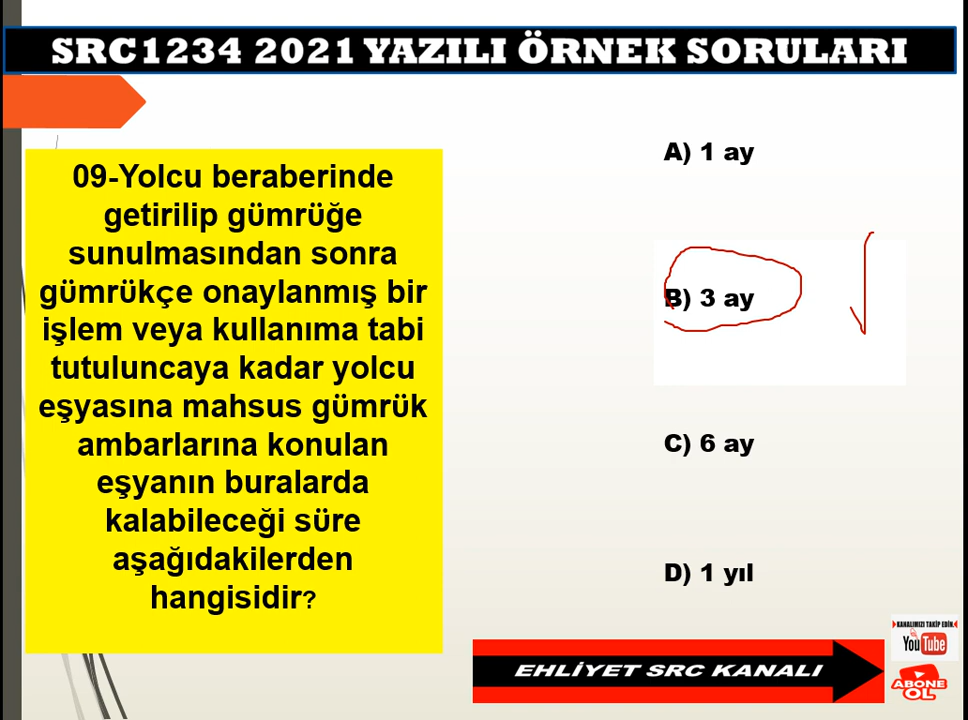 SRC1234 2021 YAZILI ÖRNEK SORULARI
09-Yolcu beraberinde
getirilip gümrüğe
sunulmasından sonra
gümrükçe onaylanmış bir
işlem veya kullanıma tabi
tutuluncaya kadar yolcu
eşyasına mahsus gümrük
ambarlarına konulan
eşyanın buralarda
kalabileceği süre
aşağıdakilerden
hangisidir?
A) 1 ay
B) 3 ay
C) 6 ay
D) 1 yıl
EHLİYET SRC KANALI
KANALIMIZI TAKİP EDİN.
YouTube
ABONE
OL